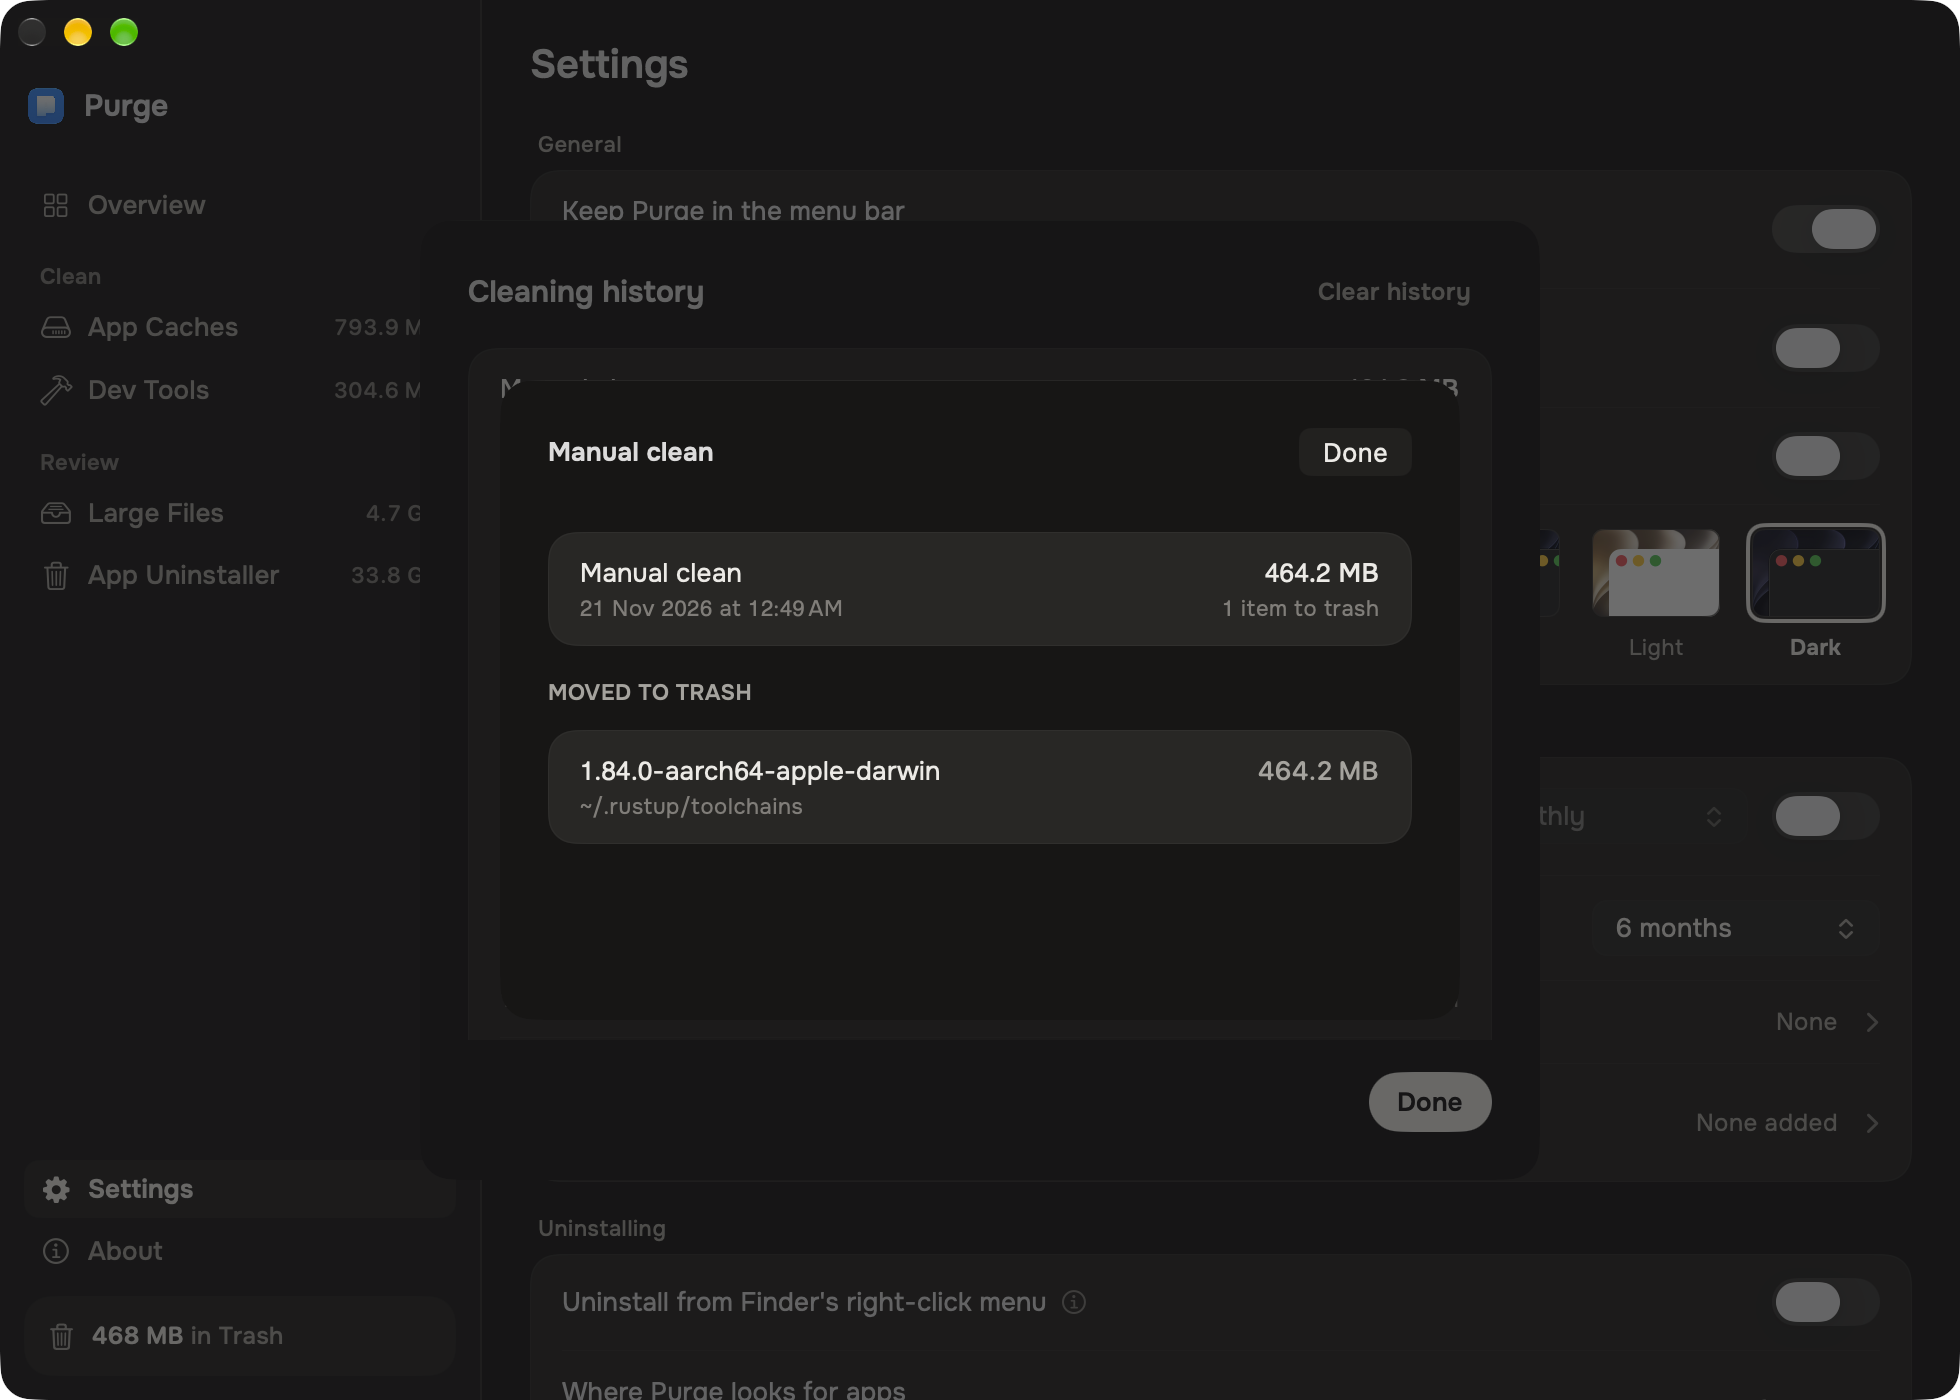 Purge
Overview
Clean
App Caches 793.9 M
Dev Tools 304.6 M
Review
Large Files 4.7 G
App Uninstaller 33.8 G
Settings
About
468 MB in Trash
Settings
General
Keep Purge in the menu bar
Light
Dark
thly
6 months
None
None added
Uninstalling
Uninstall from Finder's right-click menu
Where Purge looks for apps
Cleaning history
Clear history
Done
Manual clean
Done
Manual clean 464.2 MB
21 Nov 2026 at 12:49 AM 1 item to trash
MOVED TO TRASH
1.84.0-aarch64-apple-darwin 464.2 MB
~/.rustup/toolchains